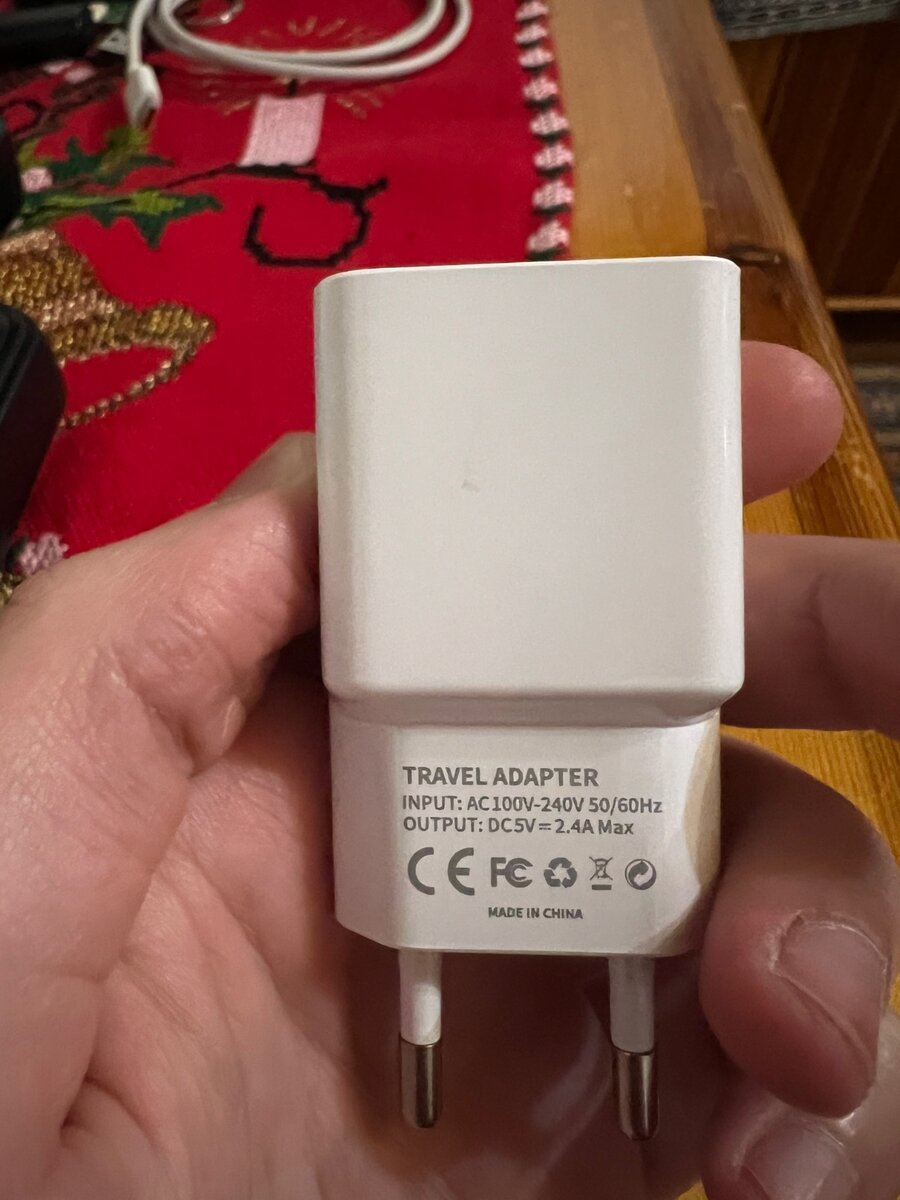 TRAVEL ADAPTER
INPUT: AC100V-240V 50/60Hz
OUTPUT: DC5V⎓2.4A Max
CE FC
MADE IN CHINA